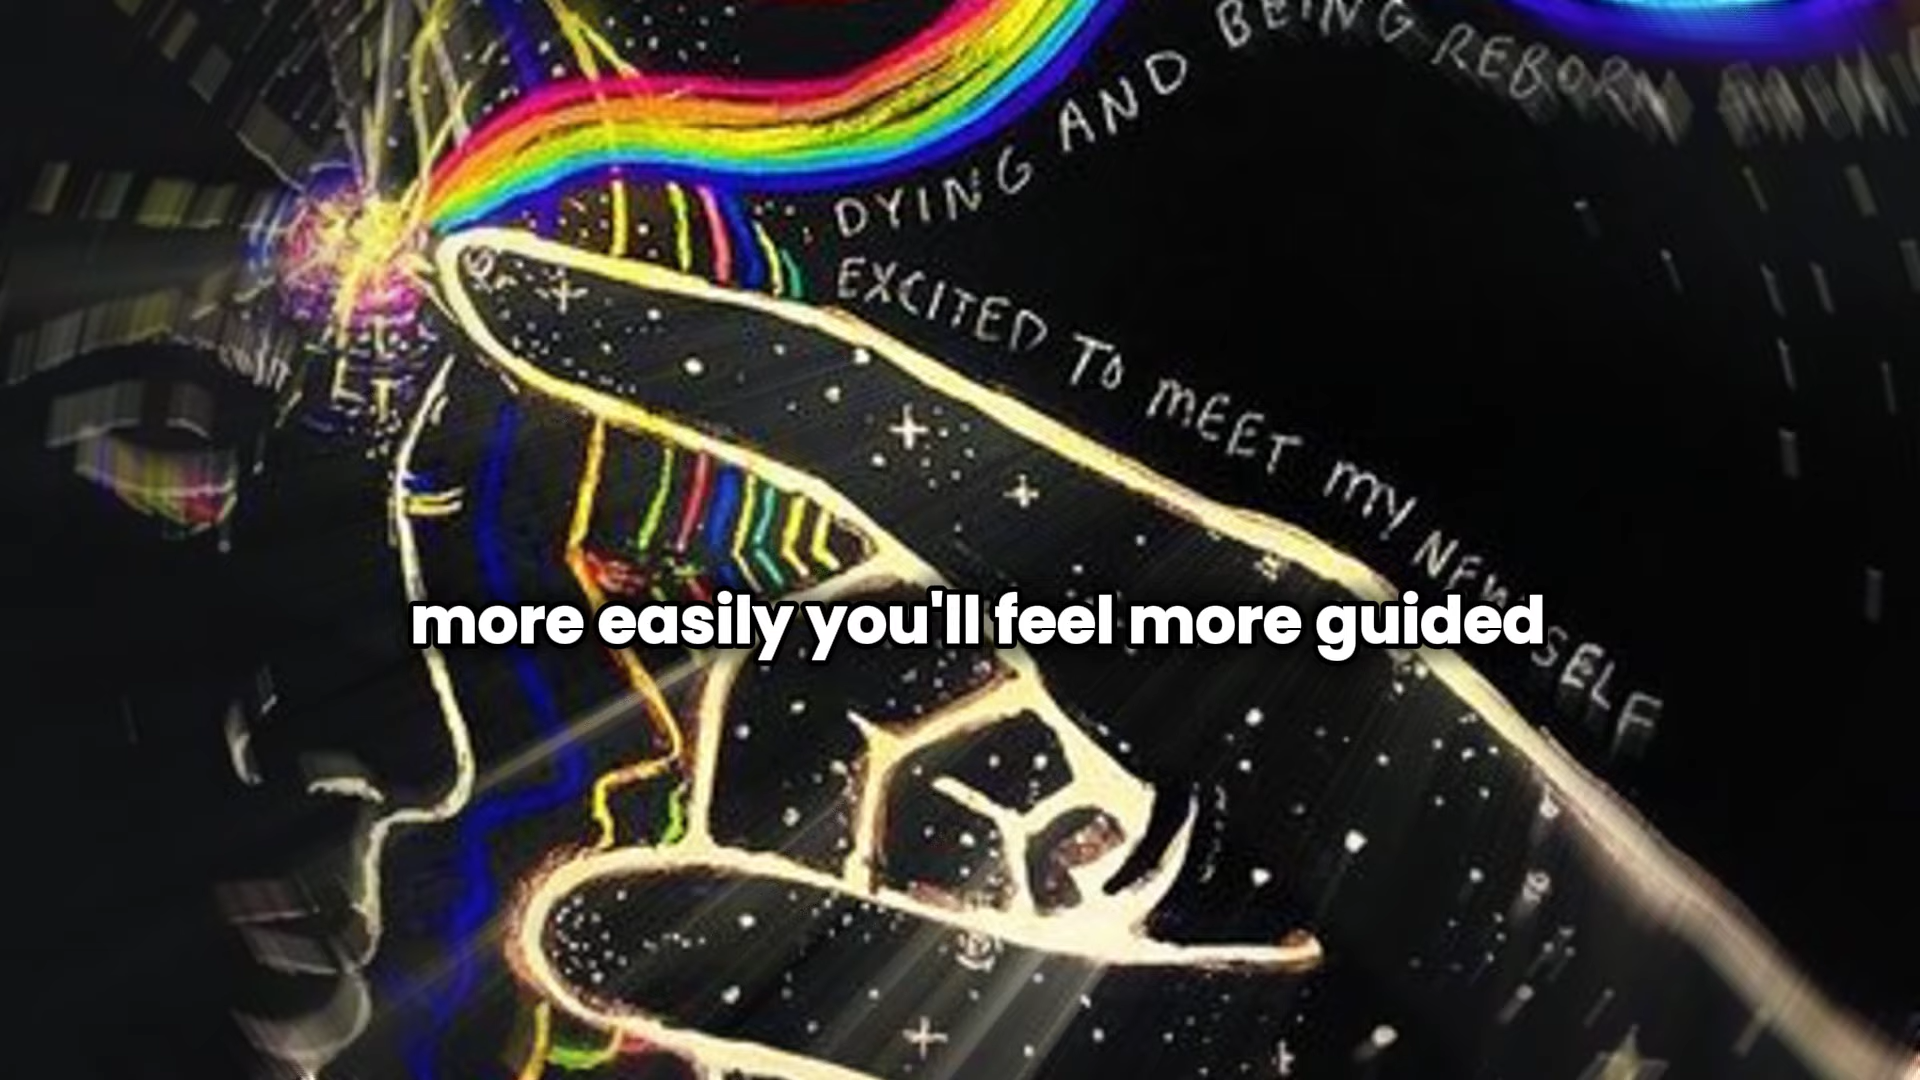 DYING AND BEING REBORN
EXCITED TO MEET MY NEW SELF
more easily you'll feel more guided